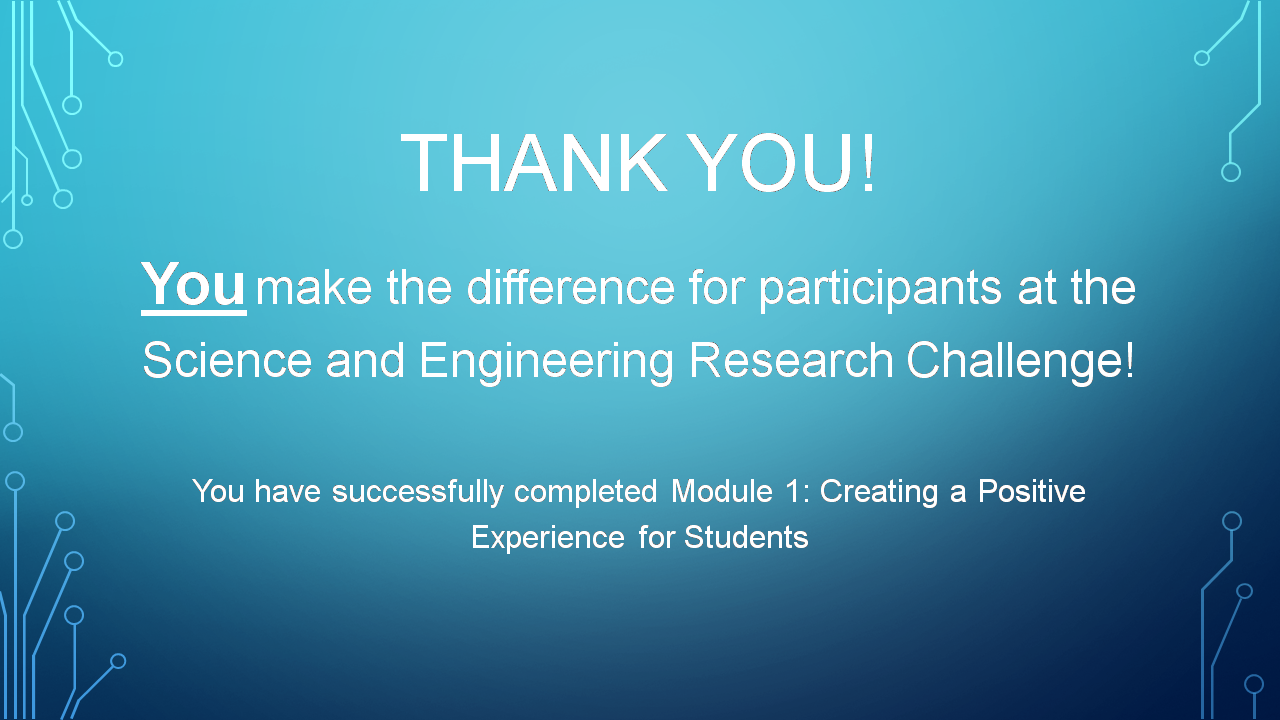 THANK YOU!
You make the difference for participants at the
Science and Engineering Research Challenge!
You have successfully completed Module 1: Creating a Positive
Experience for Students